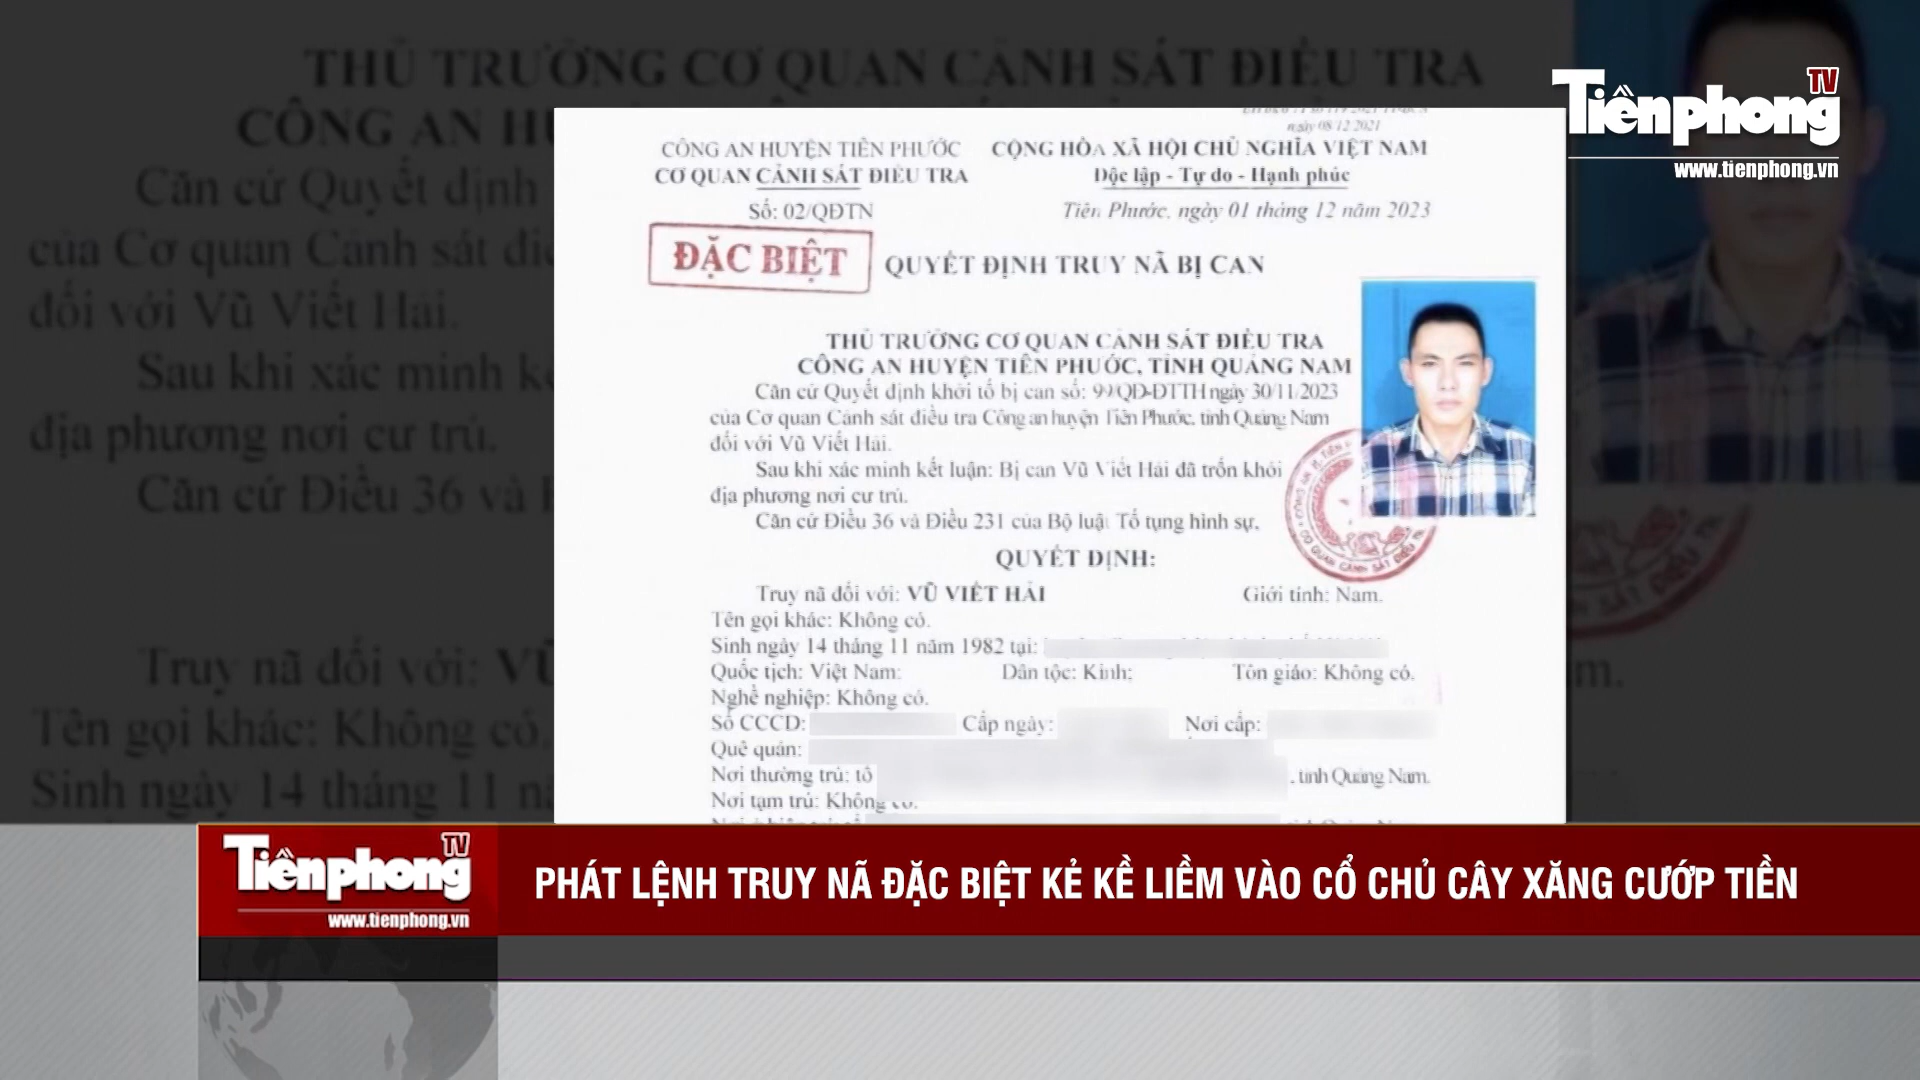 THỦ TRƯỞNG CƠ QUAN CẢNH SÁT ĐIỀU TRA
CÔNG AN
Căn cứ Quyết định
của Cơ quan Cảnh sát
đối với Vũ Viết Hải.
Sau khi xác minh
địa phương nơi cư trú.
Căn cứ Điều 36 và
Truy nã đối với:
Tên gọi khác: Không có.
Sinh ngày 14 tháng 11
TiềnphongTV
www.tienphong.vn
ngày 08/12/2021
CÔNG AN HUYỆN TIÊN PHƯỚC
CƠ QUAN CẢNH SÁT ĐIỀU TRA
Số: 02/QĐTN
CỘNG HÒA XÃ HỘI CHỦ NGHĨA VIỆT NAM
Độc lập - Tự do - Hạnh phúc
Tiên Phước, ngày 01 tháng 12 năm 2023
ĐẶC BIỆT
QUYẾT ĐỊNH TRUY NÃ BỊ CAN
THỦ TRƯỞNG CƠ QUAN CẢNH SÁT ĐIỀU TRA
CÔNG AN HUYỆN TIÊN PHƯỚC, TỈNH QUẢNG NAM
Căn cứ Quyết định khởi tố bị can số: 99/QĐ-ĐTTH ngày 30/11/2023
của Cơ quan Cảnh sát điều tra Công an huyện Tiên Phước, tỉnh Quảng Nam
đối với Vũ Viết Hải.
Sau khi xác minh kết luận: Bị can Vũ Viết Hải đã trốn khỏi
địa phương nơi cư trú.
Căn cứ Điều 36 và Điều 231 của Bộ luật Tố tụng hình sự.
CƠ QUAN CẢNH SÁT ĐIỀU TRA
QUYẾT ĐỊNH:
Truy nã đối với: VŨ VIẾT HẢI Giới tính: Nam.
Tên gọi khác: Không có.
Sinh ngày 14 tháng 11 năm 1982 tại:
Quốc tịch: Việt Nam; Dân tộc: Kinh; Tôn giáo: Không có.
Nghề nghiệp: Không có.
Số CCCD: Cấp ngày: Nơi cấp:
Quê quán:
Nơi thường trú: tổ , tỉnh Quảng Nam.
Nơi tạm trú: Không có.
TiềnphongTV
www.tienphong.vn
PHÁT LỆNH TRUY NÃ ĐẶC BIỆT KẺ KỀ LIỀM VÀO CỔ CHỦ CÂY XĂNG CƯỚP TIỀN